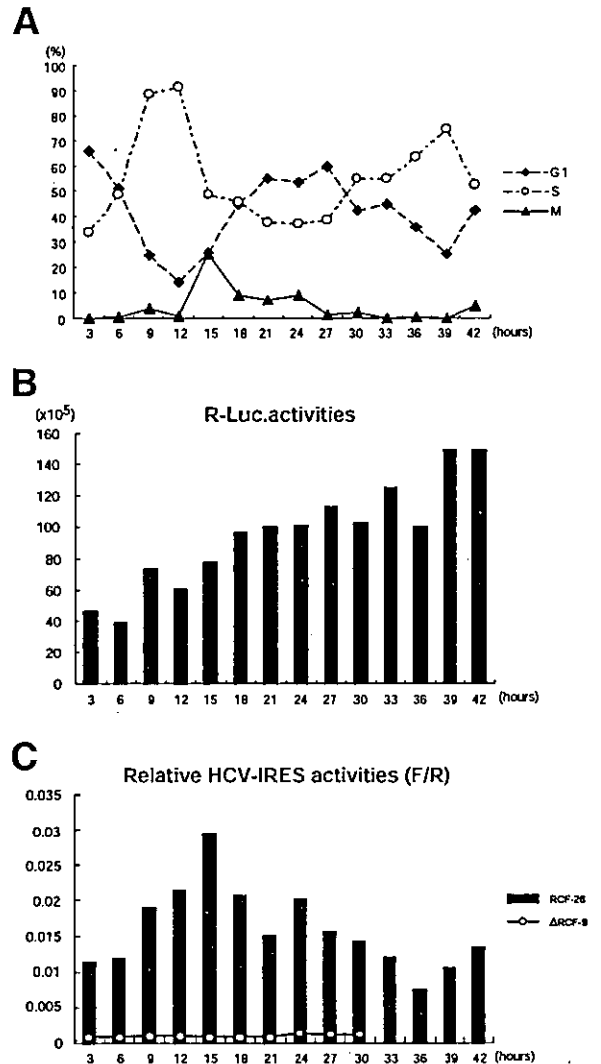 A
(%)
100
90
80
70
60
50
40
30
20
10
0
3 6 9 12 15 18 21 24 27 30 33 36 39 42 (hours)
G1
S
M
B
(x10⁵)
R-Luc.activities
160
140
120
100
80
60
40
20
0
3 6 9 12 15 18 21 24 27 30 33 36 39 42 (hours)
C
Relative HCV-IRES activities (F/R)
0.035
0.03
0.025
0.02
0.015
0.01
0.005
0
3 6 9 12 15 18 21 24 27 30 33 36 39 42 (hours)
RCF-26
ΔRCF-9